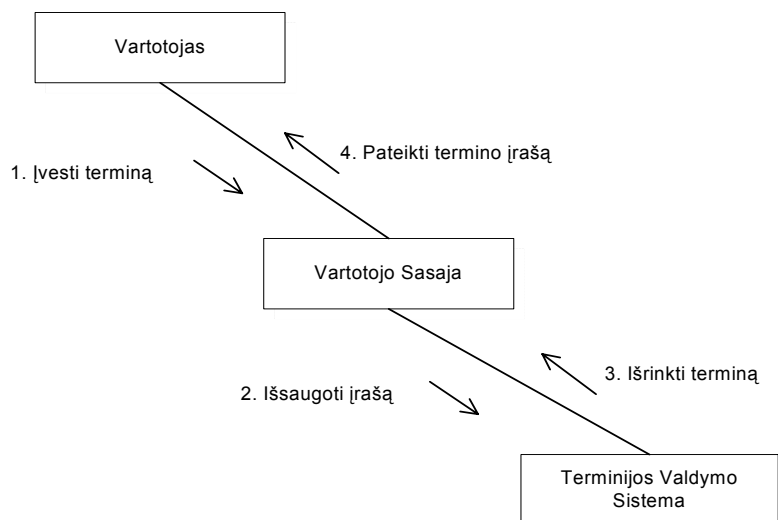 Vartotojas
4. Pateikti termino įrašą
1. Įvesti terminą
Vartotojo Sasaja
3. Išrinkti terminą
2. Išsaugoti įrašą
Terminijos Valdymo
Sistema